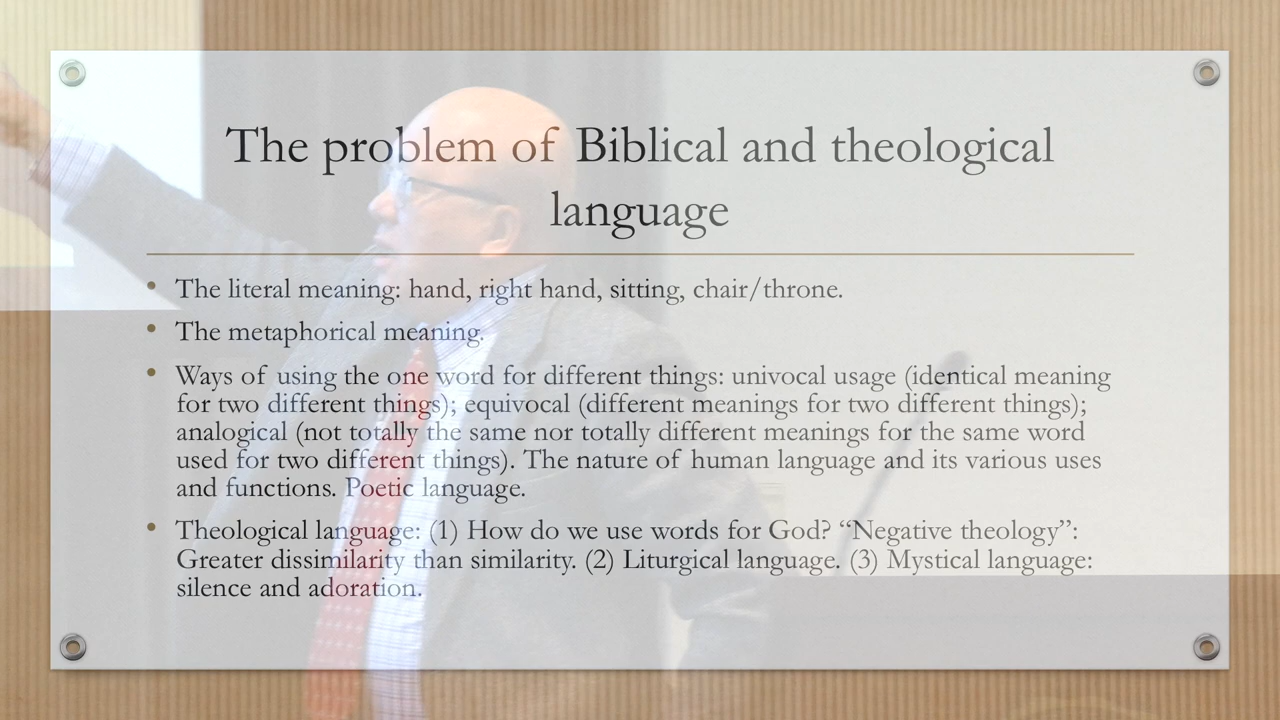 The problem of Biblical and theological
language
• The literal meaning: hand, right hand, sitting, chair/throne.
• The metaphorical meaning.
• Ways of using the one word for different things: univocal usage (identical meaning
for two different things); equivocal (different meanings for two different things);
analogical (not totally the same nor totally different meanings for the same word
used for two different things). The nature of human language and its various uses
and functions. Poetic language.
• Theological language: (1) How do we use words for God? “Negative theology”:
Greater dissimilarity than similarity. (2) Liturgical language. (3) Mystical language:
silence and adoration.